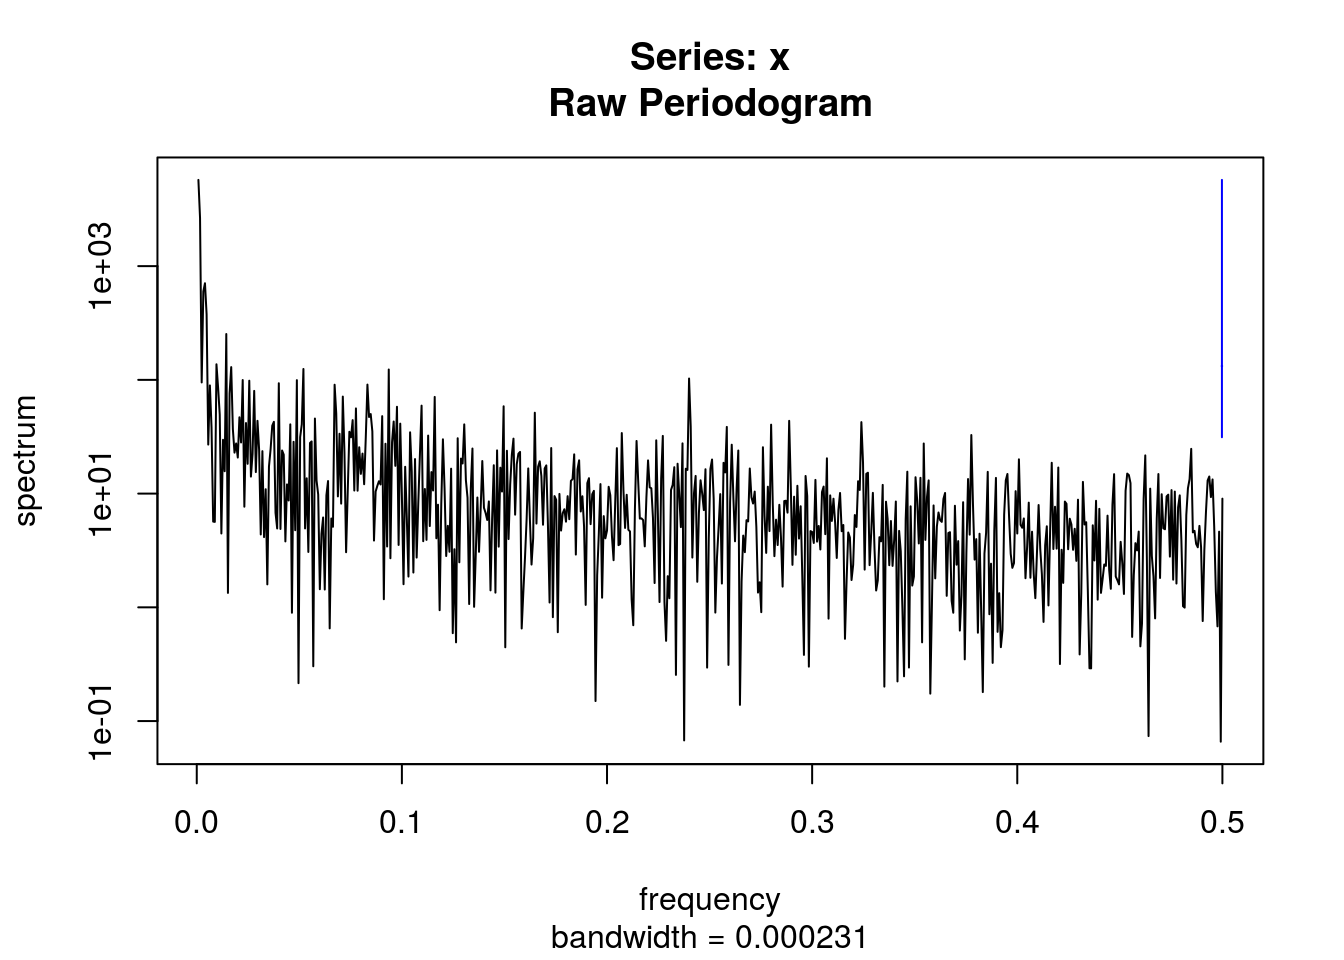 Series: x
Raw Periodogram
1e+03
1e+01
1e-01
spectrum
0.0
0.1
0.2
0.3
0.4
0.5
frequency
bandwidth = 0.000231